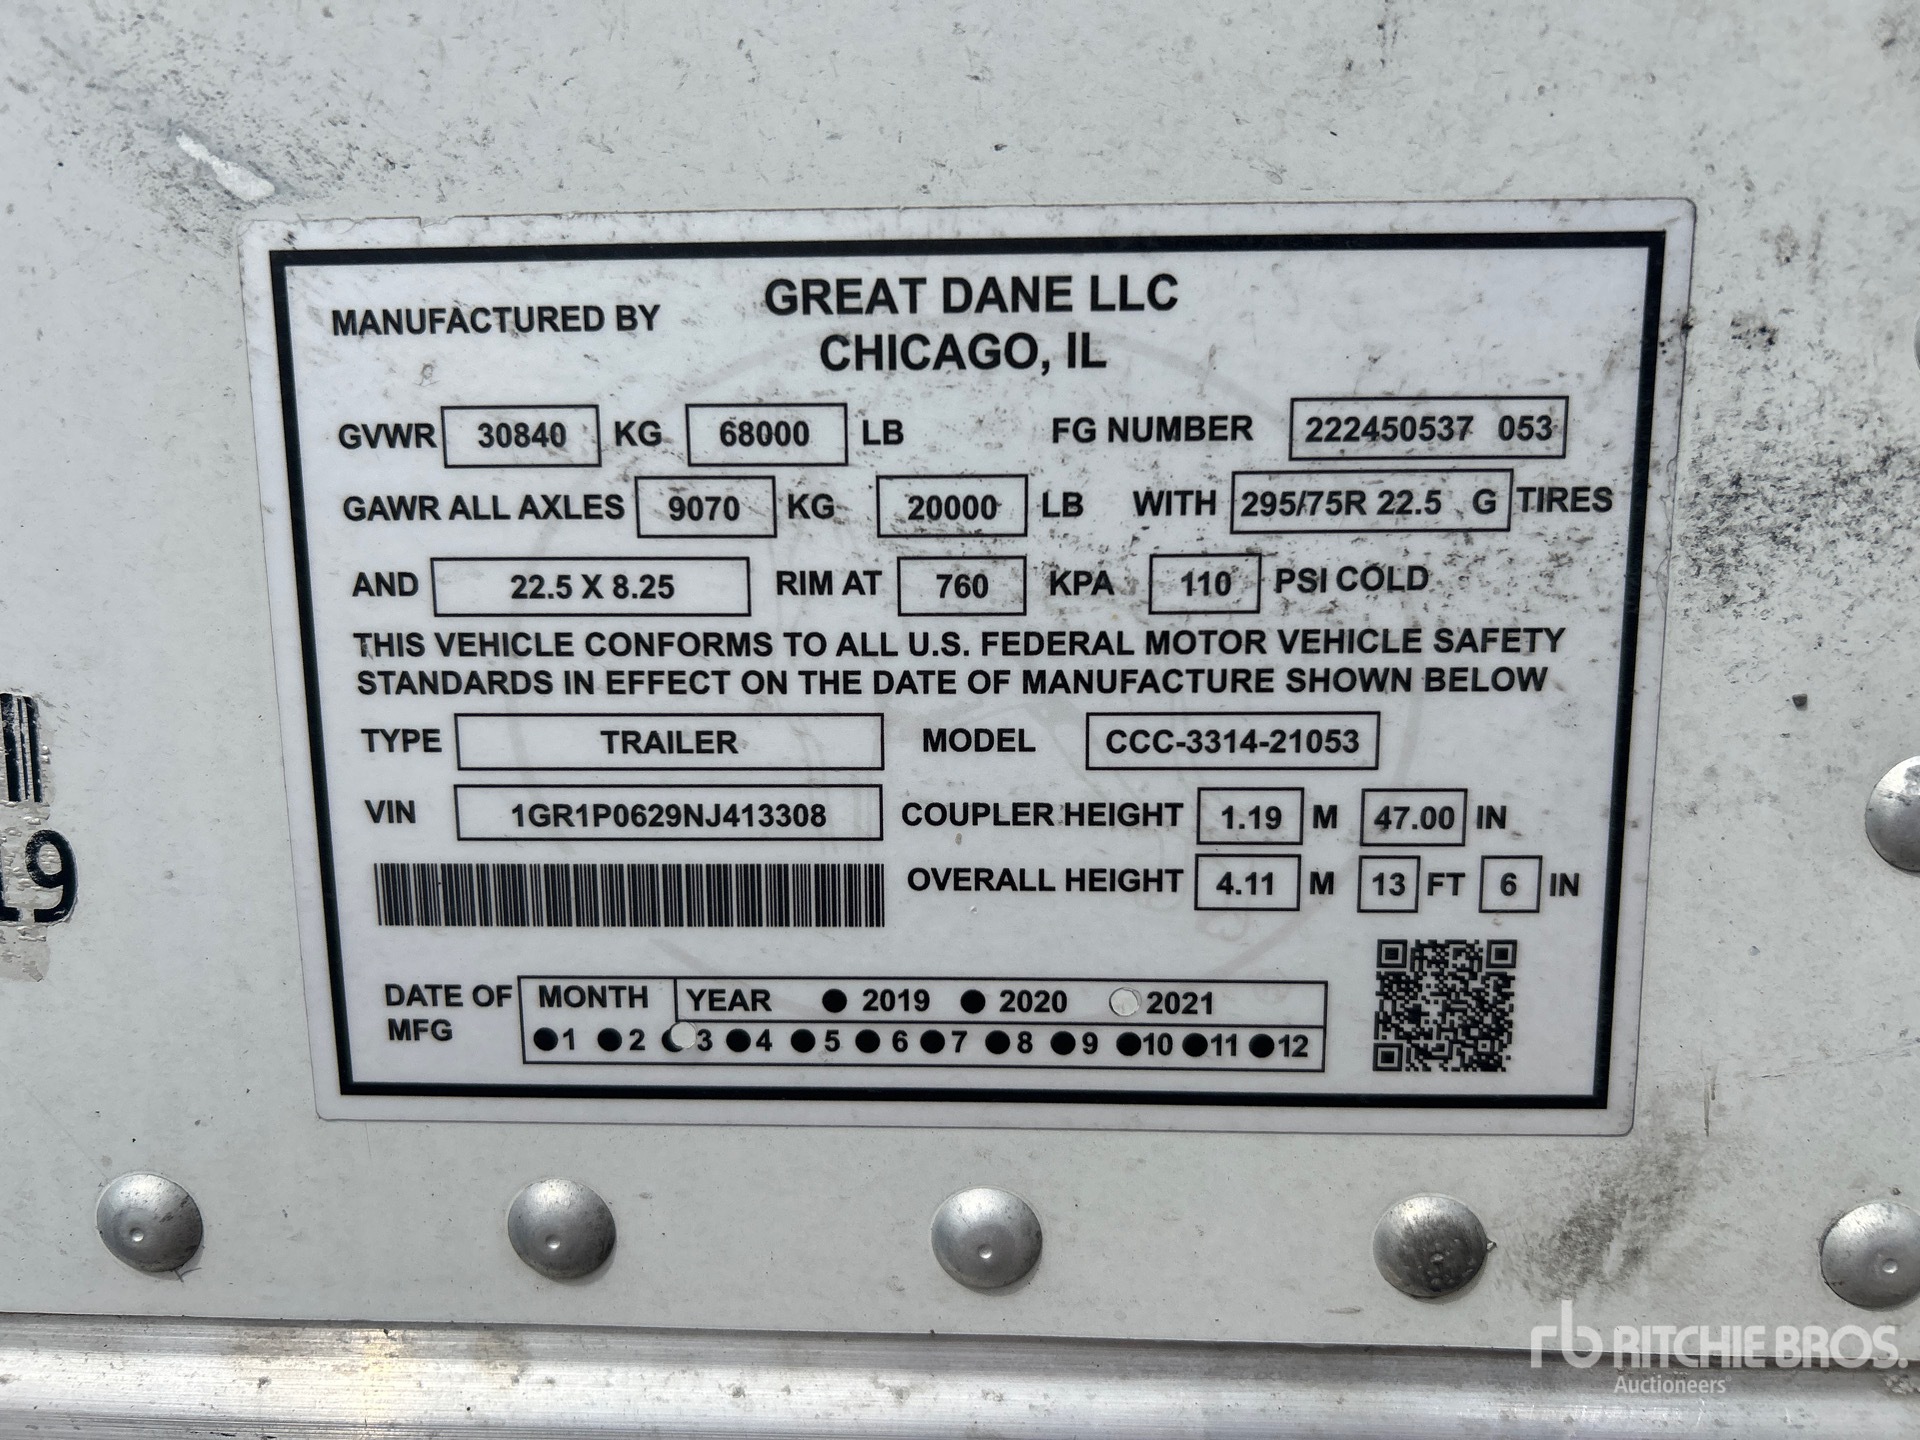 GREAT DANE LLC
MANUFACTURED BY
CHICAGO, IL
GVWR 30840 KG 68000 LB FG NUMBER 222450537 053
GAWR ALL AXLES 9070 KG 20000 LB WITH 295/75R 22.5 G TIRES
AND 22.5 X 8.25 RIM AT 760 KPA 110 PSI COLD
THIS VEHICLE CONFORMS TO ALL U.S. FEDERAL MOTOR VEHICLE SAFETY
STANDARDS IN EFFECT ON THE DATE OF MANUFACTURE SHOWN BELOW
TYPE TRAILER MODEL CCC-3314-21053
VIN 1GR1P0629NJ413308 COUPLER HEIGHT 1.19 M 47.00 IN
OVERALL HEIGHT 4.11 M 13 FT 6 IN
19
DATE OF MONTH YEAR 2019 2020 2021
MFG 1 2 3 4 5 6 7 8 9 10 11 12
rb RITCHIE BROS.
Auctioneers